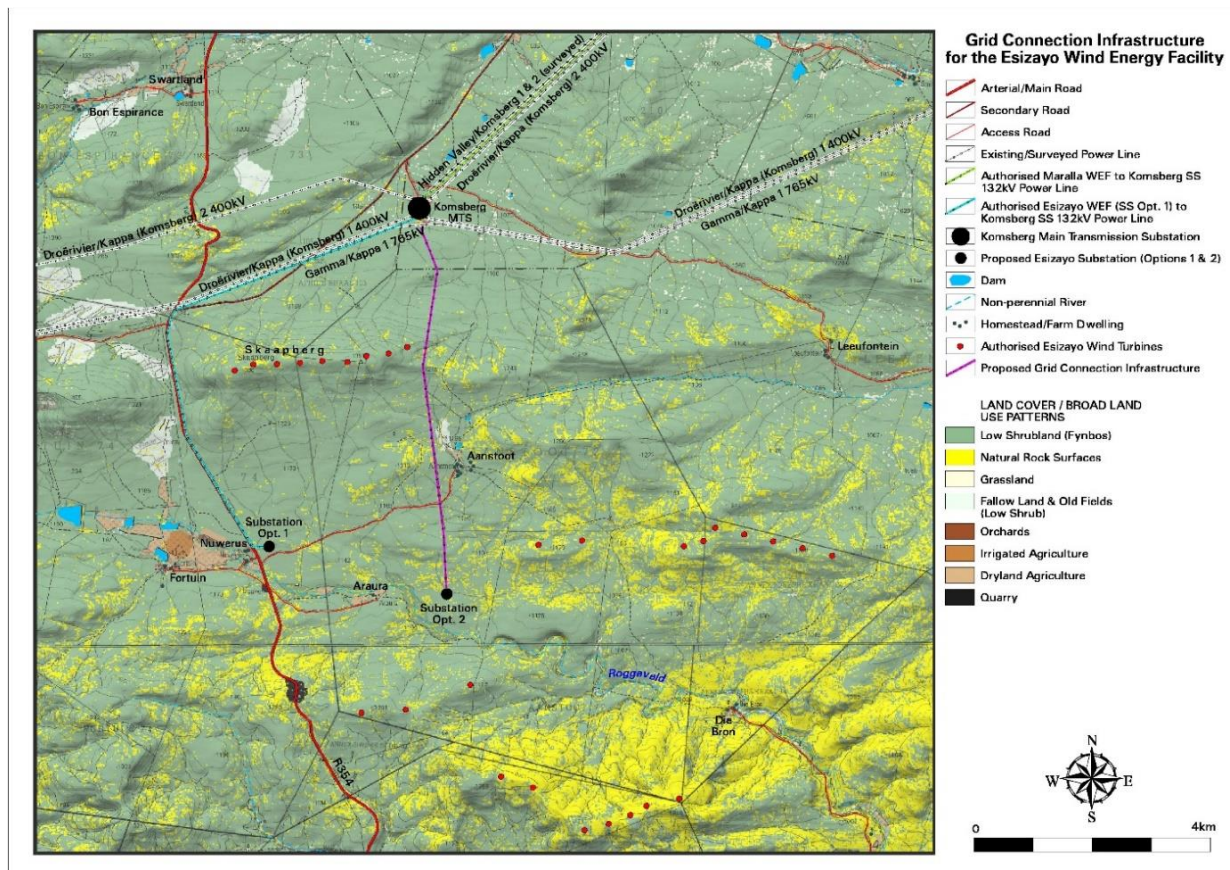 Grid Connection Infrastructure
for the Esizayo Wind Energy Facility
Arterial/Main Road
Secondary Road
Access Road
Existing/Surveyed Power Line
Authorised Maralla WEF to Komsberg SS
132kV Power Line
Authorised Esizayo WEF (SS Opt. 1) to
Komsberg SS 132kV Power Line
Komsberg Main Transmission Substation
Proposed Esizayo Substation (Options 1 & 2)
Dam
Non-perennial River
Homestead/Farm Dwelling
Authorised Esizayo Wind Turbines
Proposed Grid Connection Infrastructure
LAND COVER / BROAD LAND
USE PATTERNS
Low Shrubland (Fynbos)
Natural Rock Surfaces
Grassland
Fallow Land & Old Fields
(Low Shrub)
Orchards
Irrigated Agriculture
Dryland Agriculture
Quarry
N
W
E
S
0
4km
Swartland
Bon Espirance
Hidden Valley/Komsberg 1 & 2 (surveyed)
Droërivier/Kappa (Komsberg) 2 400kV
Komsberg
MTS
Droërivier/Kappa (Komsberg) 2 400kV
Droërivier/Kappa (Komsberg) 1 400kV
Gamma/Kappa 1 765kV
Droërivier/Kappa (Komsberg) 1 400kV
Gamma/Kappa 1 765kV
Skaapberg
Leeufontein
Aanstoot
Substation
Opt. 1
Nuwerus
Fortuin
Araura
Substation
Opt. 2
Roggeveld
Die
Bron
R354